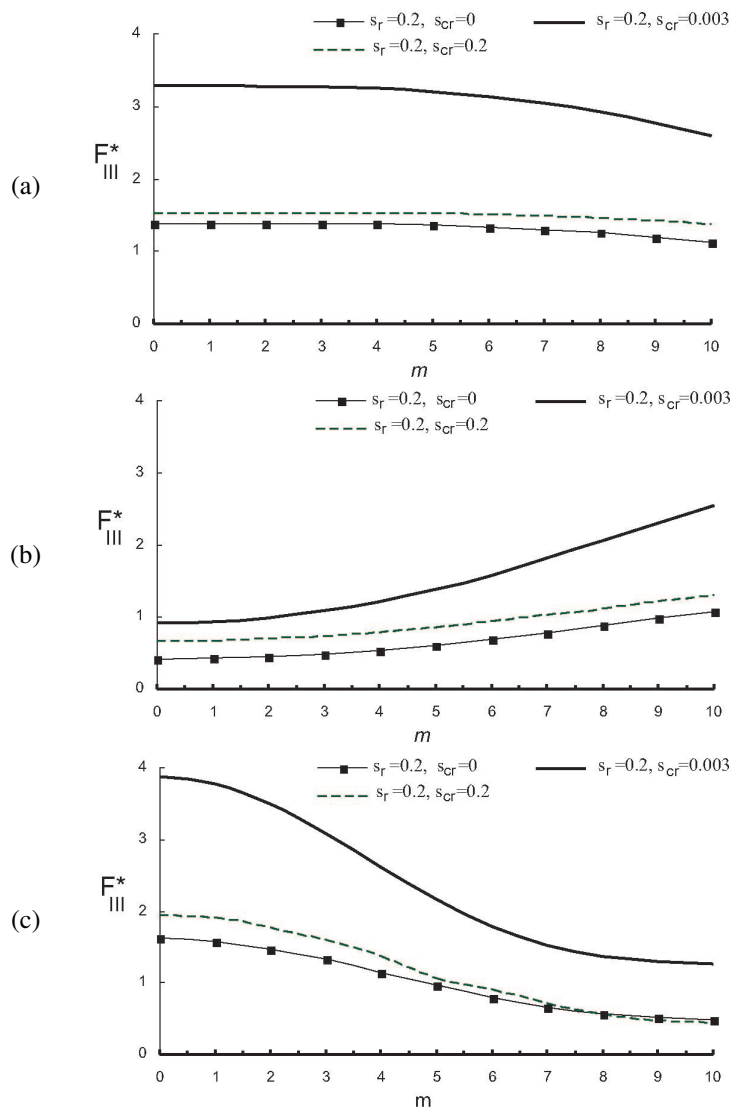 s_r=0.2, s_cr=0
s_r=0.2, s_cr=0.003
s_r=0.2, s_cr=0.2
4
3
F*_III
(a)
2
1
0
0 1 2 3 4 5 6 7 8 9 10
m
s_r=0.2, s_cr=0
s_r=0.2, s_cr=0.003
s_r=0.2, s_cr=0.2
4
3
F*_III
(b)
2
1
0
0 1 2 3 4 5 6 7 8 9 10
m
s_r=0.2, s_cr=0
s_r=0.2, s_cr=0.003
s_r=0.2, s_cr=0.2
4
3
F*_III
(c)
2
1
0
0 1 2 3 4 5 6 7 8 9 10
m